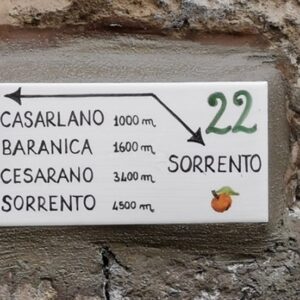 22
CASARLANO 1000 m
BARANICA 1600 m
CESARANO 3400 m
SORRENTO 4500 m
SORRENTO